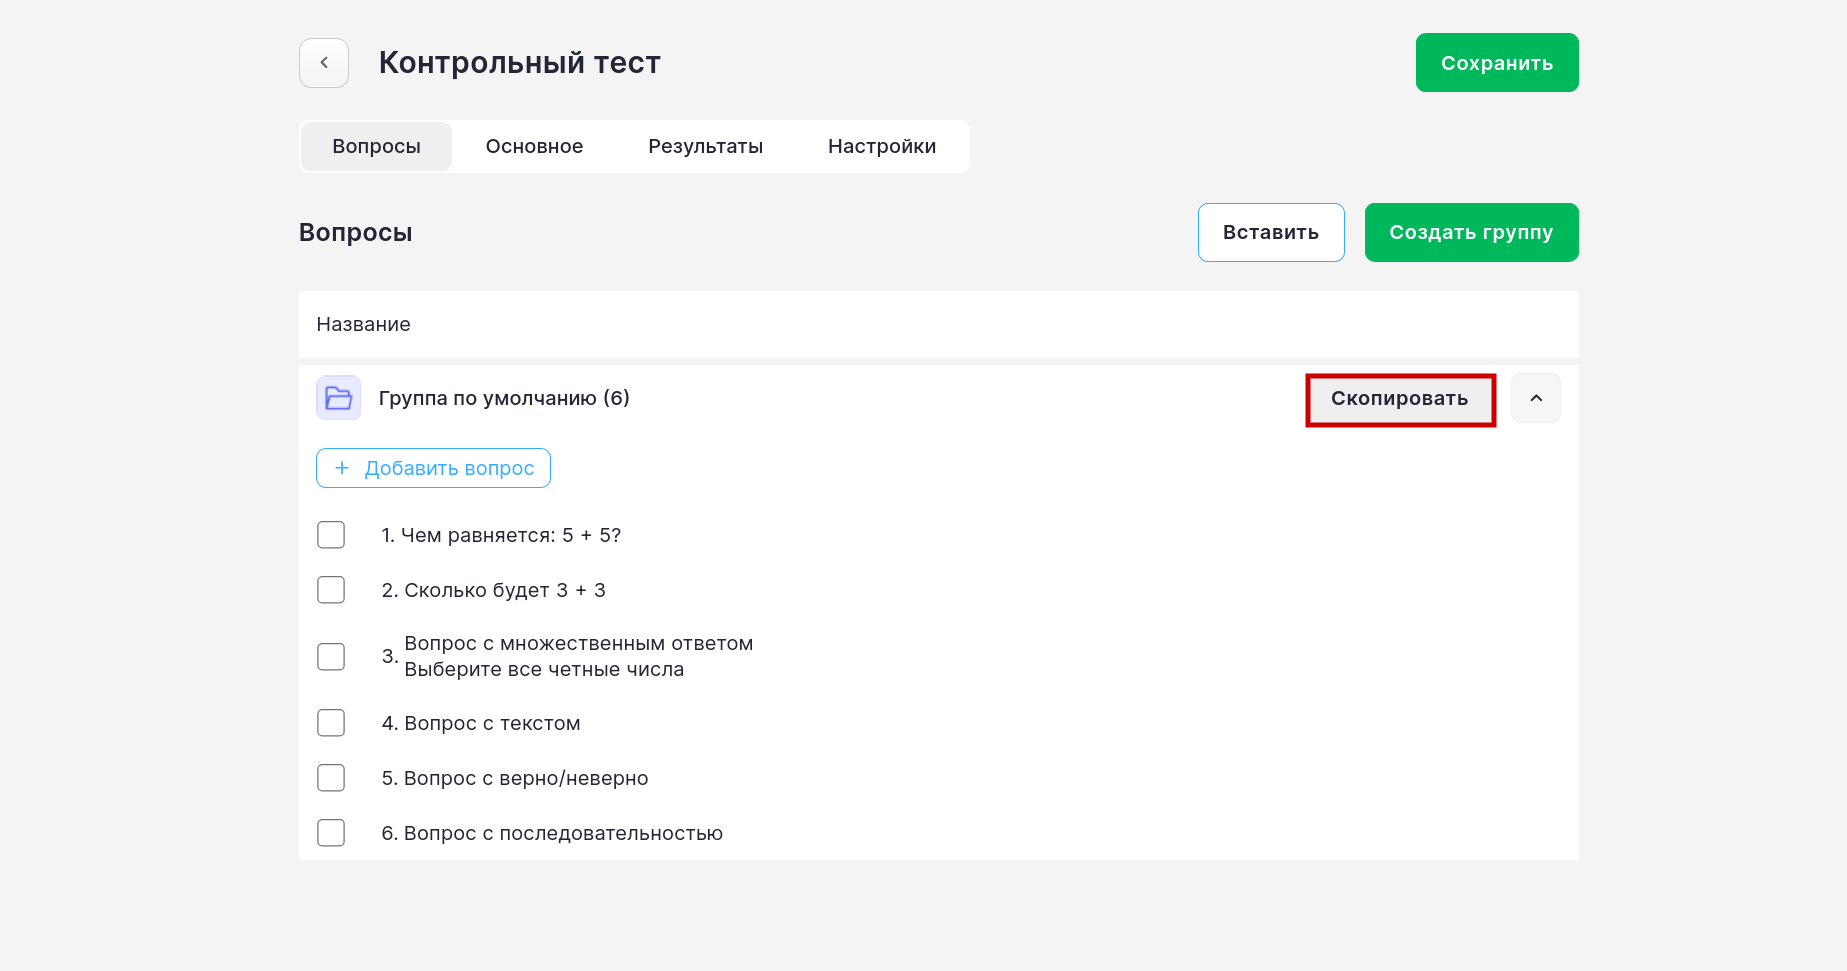 Контрольный тест
Сохранить
Вопросы
Основное
Результаты
Настройки
Вопросы
Вставить
Создать группу
Название
Группа по умолчанию (6)
Скопировать
+ Добавить вопрос
1. Чем равняется: 5 + 5?
2. Сколько будет 3 + 3
3. Вопрос с множественным ответом
Выберите все четные числа
4. Вопрос с текстом
5. Вопрос с верно/неверно
6. Вопрос с последовательностью